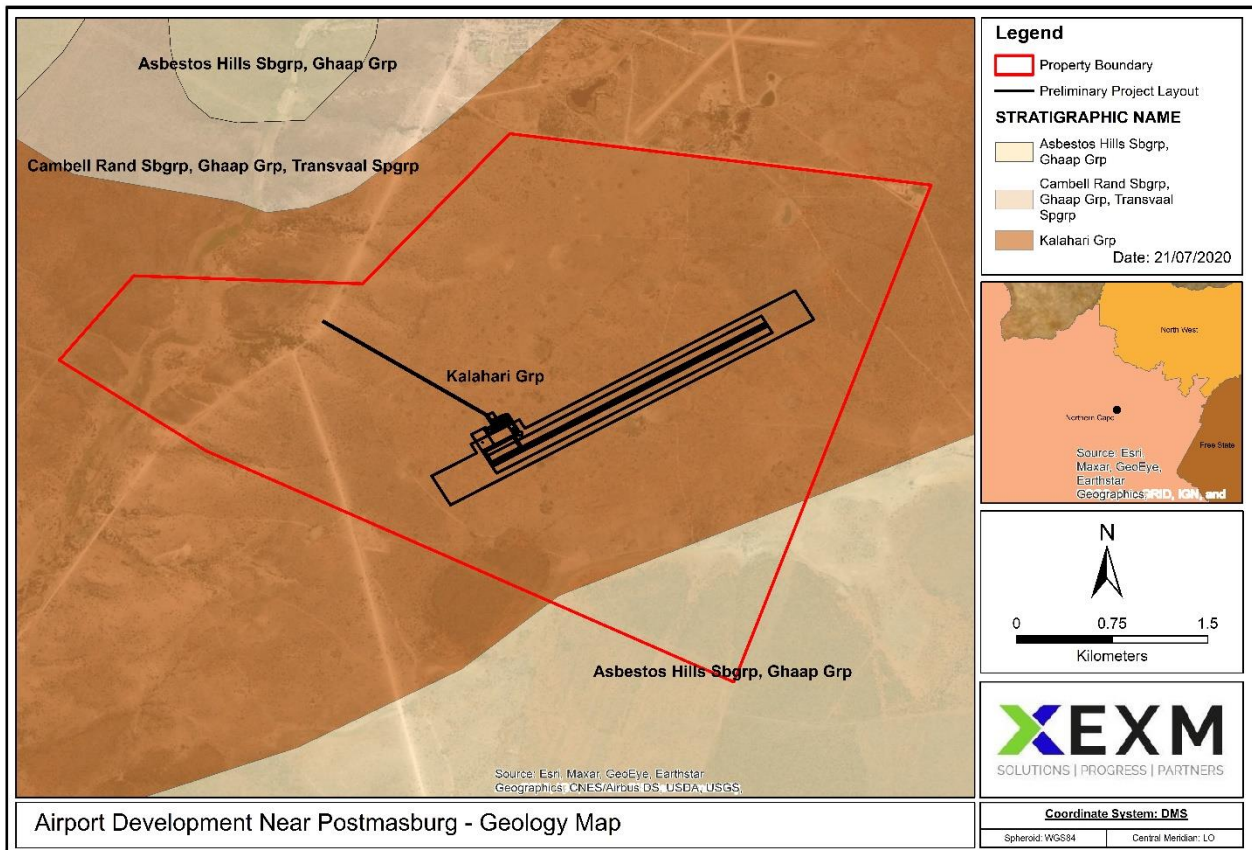 Asbestos Hills Sbgrp, Ghaap Grp
Cambell Rand Sbgrp, Ghaap Grp, Transvaal Spgrp
Kalahari Grp
Asbestos Hills Sbgrp, Ghaap Grp
Source: Esri, Maxar, GeoEye, Earthstar
Geographics, CNES/Airbus DS, USDA, USGS,
Airport Development Near Postmasburg - Geology Map
Legend
Property Boundary
Preliminary Project Layout
STRATIGRAPHIC NAME
Asbestos Hills Sbgrp,
Ghaap Grp
Cambell Rand Sbgrp,
Ghaap Grp, Transvaal
Spgrp
Kalahari Grp
Date: 21/07/2020
North West
Northern Cape
Free State
Source: Esri,
Maxar, GeoEye,
Earthstar
Geographics, GRID, IGN, and
N
0 0.75 1.5
Kilometers
EXM
SOLUTIONS | PROGRESS | PARTNERS
Coordinate System: DMS
Spheroid: WGS84 Central Meridian: LO